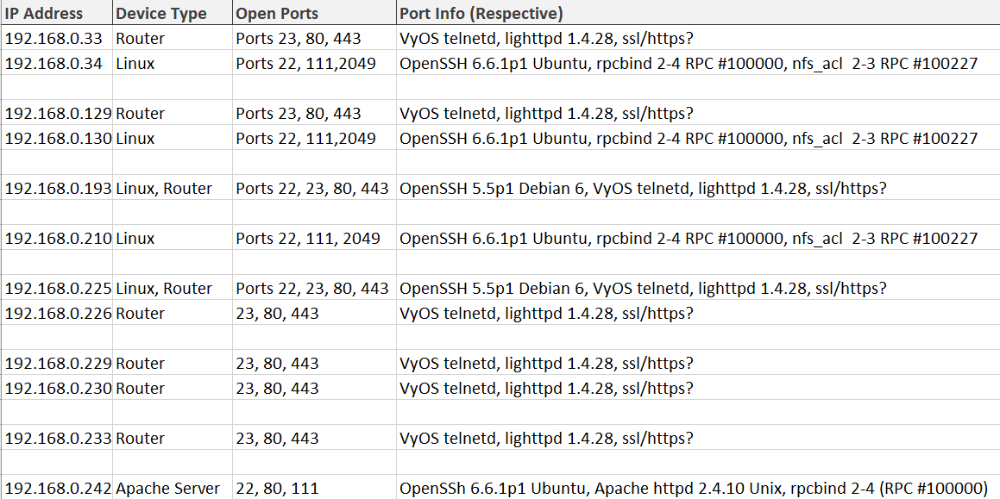 IP Address Device Type Open Ports Port Info (Respective)
192.168.0.33 Router Ports 23, 80, 443 VyOS telnetd, lighttpd 1.4.28, ssl/https?
192.168.0.34 Linux Ports 22, 111,2049 OpenSSH 6.6.1p1 Ubuntu, rpcbind 2-4 RPC #100000, nfs_acl  2-3 RPC #100227
192.168.0.129 Router Ports 23, 80, 443 VyOS telnetd, lighttpd 1.4.28, ssl/https?
192.168.0.130 Linux Ports 22, 111,2049 OpenSSH 6.6.1p1 Ubuntu, rpcbind 2-4 RPC #100000, nfs_acl  2-3 RPC #100227
192.168.0.193 Linux, Router Ports 22, 23, 80, 443 OpenSSH 5.5p1 Debian 6, VyOS telnetd, lighttpd 1.4.28, ssl/https?
192.168.0.210 Linux Ports 22, 111, 2049 OpenSSH 6.6.1p1 Ubuntu, rpcbind 2-4 RPC #100000, nfs_acl  2-3 RPC #100227
192.168.0.225 Linux, Router Ports 22, 23, 80, 443 OpenSSH 5.5p1 Debian 6, VyOS telnetd, lighttpd 1.4.28, ssl/https?
192.168.0.226 Router 23, 80, 443 VyOS telnetd, lighttpd 1.4.28, ssl/https?
192.168.0.229 Router 23, 80, 443 VyOS telnetd, lighttpd 1.4.28, ssl/https?
192.168.0.230 Router 23, 80, 443 VyOS telnetd, lighttpd 1.4.28, ssl/https?
192.168.0.233 Router 23, 80, 443 VyOS telnetd, lighttpd 1.4.28, ssl/https?
192.168.0.242 Apache Server 22, 80, 111 OpenSSh 6.6.1p1 Ubuntu, Apache httpd 2.4.10 Unix, rpcbind 2-4 (RPC #100000)